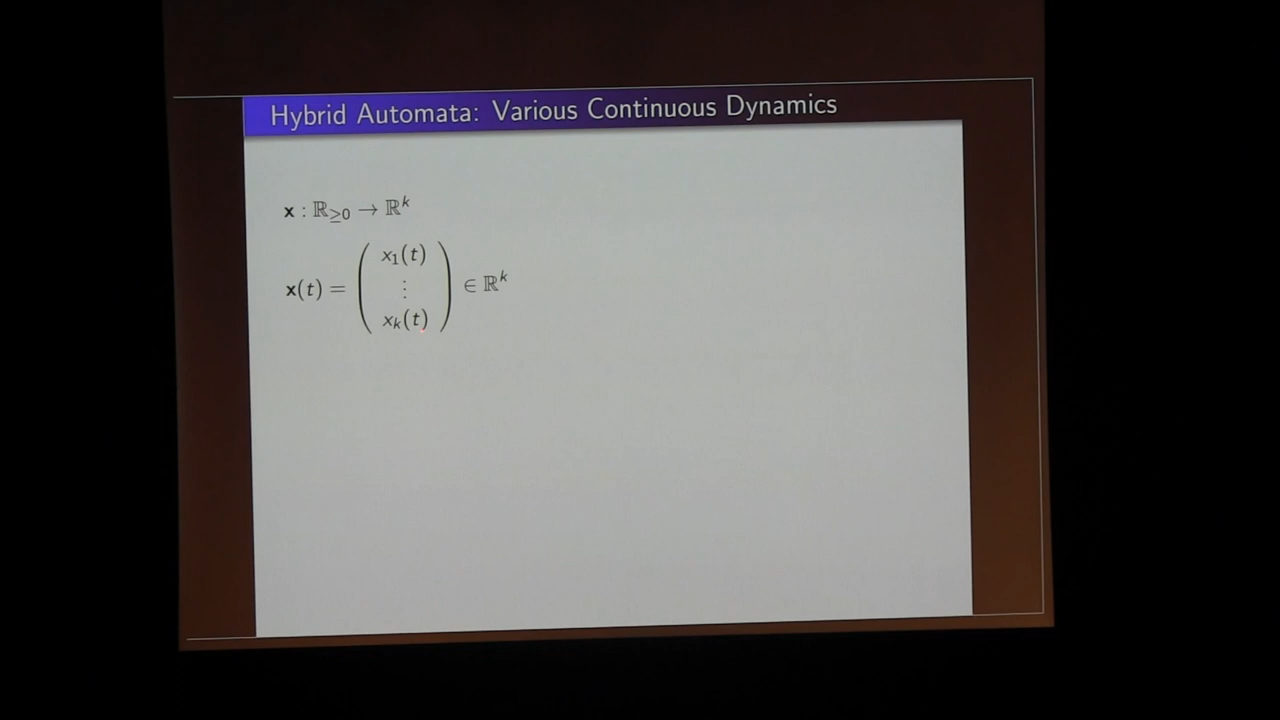 Hybrid Automata: Various Continuous Dynamics
x : ℝ≥0 → ℝᵏ
x(t) = ( x₁(t) ⋮ xₖ(t) ) ∈ ℝᵏ